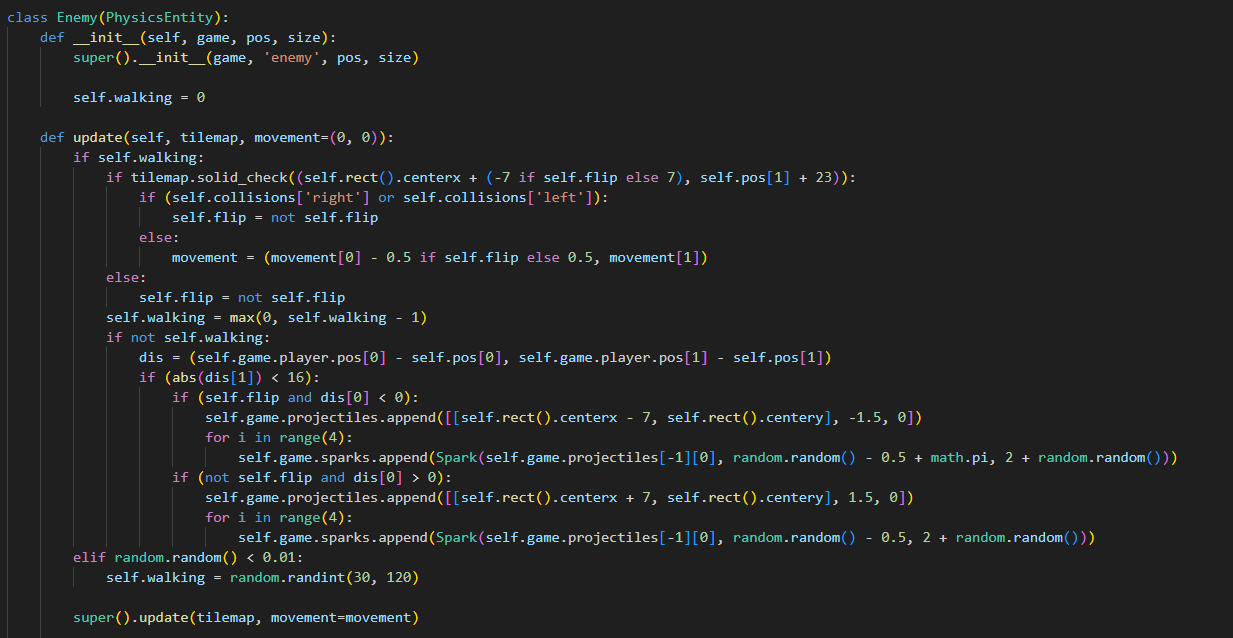 class Enemy(PhysicsEntity):
    def __init__(self, game, pos, size):
        super().__init__(game, 'enemy', pos, size)

        self.walking = 0

    def update(self, tilemap, movement=(0, 0)):
        if self.walking:
            if tilemap.solid_check((self.rect().centerx + (-7 if self.flip else 7), self.pos[1] + 23)):
                if (self.collisions['right'] or self.collisions['left']):
                    self.flip = not self.flip
                else:
                    movement = (movement[0] - 0.5 if self.flip else 0.5, movement[1])
            else:
                self.flip = not self.flip
            self.walking = max(0, self.walking - 1)
            if not self.walking:
                dis = (self.game.player.pos[0] - self.pos[0], self.game.player.pos[1] - self.pos[1])
                if (abs(dis[1]) < 16):
                    if (self.flip and dis[0] < 0):
                        self.game.projectiles.append([[self.rect().centerx - 7, self.rect().centery], -1.5, 0])
                        for i in range(4):
                            self.game.sparks.append(Spark(self.game.projectiles[-1][0], random.random() - 0.5 + math.pi, 2 + random.random()))
                    if (not self.flip and dis[0] > 0):
                        self.game.projectiles.append([[self.rect().centerx + 7, self.rect().centery], 1.5, 0])
                        for i in range(4):
                            self.game.sparks.append(Spark(self.game.projectiles[-1][0], random.random() - 0.5, 2 + random.random()))
        elif random.random() < 0.01:
            self.walking = random.randint(30, 120)

        super().update(tilemap, movement=movement)